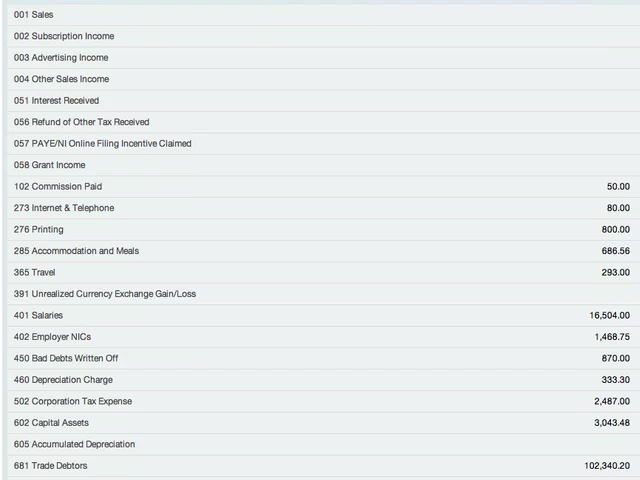 001 Sales
002 Subscription Income
003 Advertising Income
004 Other Sales Income
051 Interest Received
056 Refund of Other Tax Received
057 PAYE/NI Online Filing Incentive Claimed
058 Grant Income
102 Commission Paid 50.00
273 Internet & Telephone 80.00
276 Printing 800.00
285 Accommodation and Meals 686.56
365 Travel 293.00
391 Unrealized Currency Exchange Gain/Loss
401 Salaries 16,504.00
402 Employer NICs 1,468.75
450 Bad Debts Written Off 870.00
460 Depreciation Charge 333.30
502 Corporation Tax Expense 2,487.00
602 Capital Assets 3,043.48
605 Accumulated Depreciation
681 Trade Debtors 102,340.20